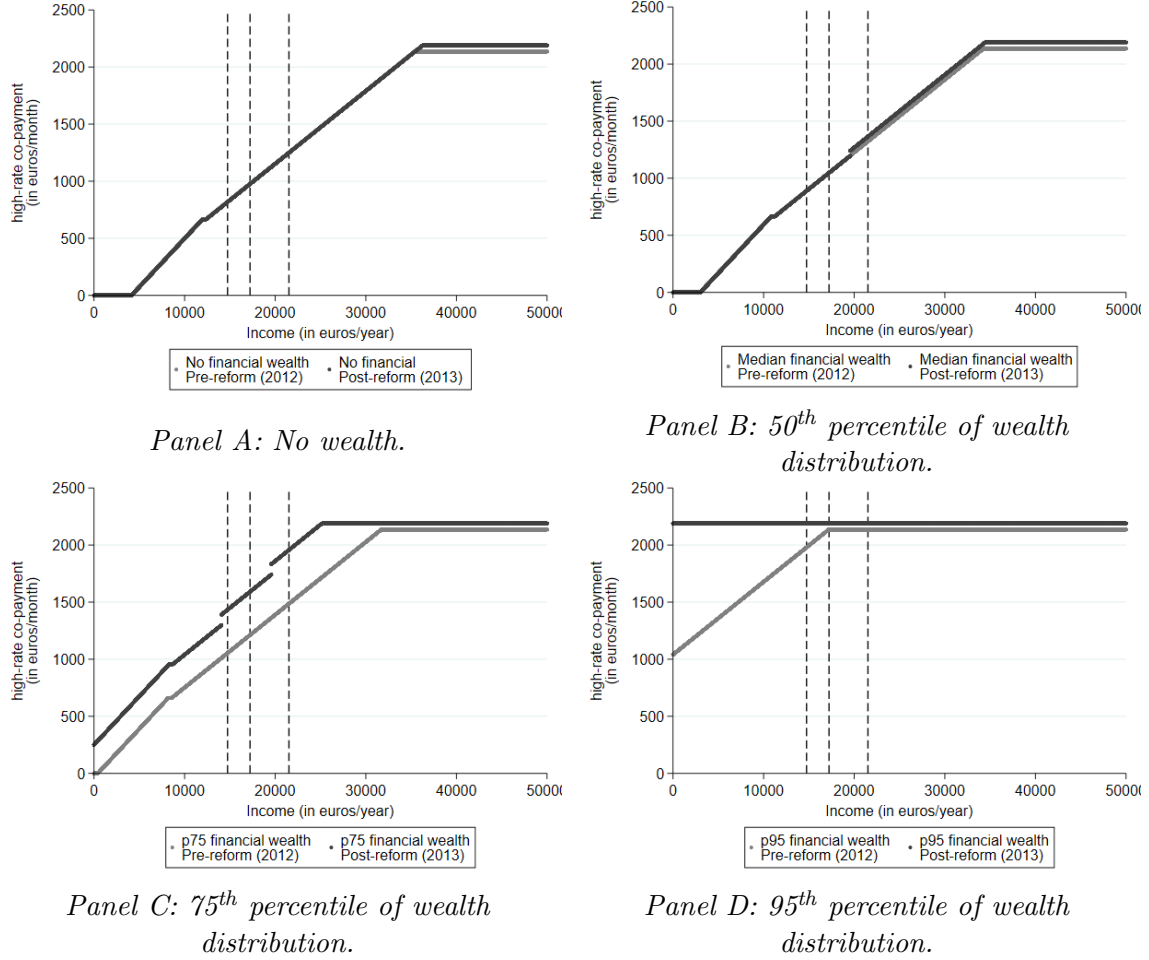 2500
2000
1500
1000
500
0
high-rate co-payment
(in euros/month)
0 10000 20000 30000 40000 5000(
Income (in euros/year)
No financial wealth
Pre-reform (2012)
No financial
Post-reform (2013)
Panel A: No wealth.
2500
2000
1500
1000
500
0
high-rate co-payment
(in euros/month)
0 10000 20000 30000 40000 5000(
Income (in euros/year)
Median financial wealth
Pre-reform (2012)
Median financial wealth
Post-reform (2013)
Panel B: 50th percentile of wealth
distribution.
2500
2000
1500
1000
500
0
high-rate co-payment
(in euros/month)
0 10000 20000 30000 40000 5000(
Income (in euros/year)
p75 financial wealth
Pre-reform (2012)
p75 financial wealth
Post-reform (2013)
Panel C: 75th percentile of wealth
distribution.
2500
2000
1500
1000
500
0
high-rate co-payment
(in euros/month)
0 10000 20000 30000 40000 5000(
Income (in euros/year)
p95 financial wealth
Pre-reform (2012)
p95 financial wealth
Post-reform (2013)
Panel D: 95th percentile of wealth
distribution.